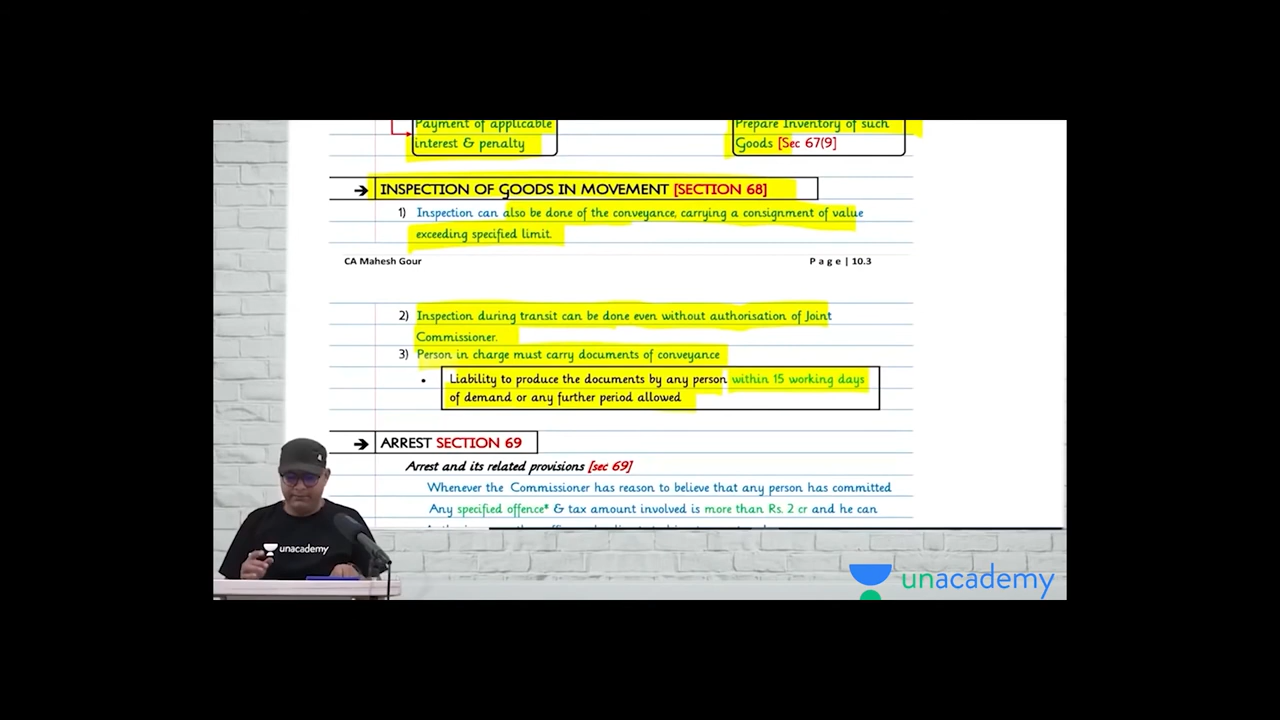 Payment of applicable
interest & penalty
Prepare Inventory of such
Goods [Sec 67(9]
➔ INSPECTION OF GOODS IN MOVEMENT [SECTION 68]
1) Inspection can also be done of the conveyance, carrying a consignment of value
exceeding specified limit.
CA Mahesh Gour
Page | 10.3
2) Inspection during transit can be done even without authorisation of Joint
Commissioner.
3) Person in charge must carry documents of conveyance
• Liability to produce the documents by any person within 15 working days
of demand or any further period allowed
➔ ARREST SECTION 69
Arrest and its related provisions [sec 69]
Whenever the Commissioner has reason to believe that any person has committed
Any specified offence* & tax amount involved is more than Rs. 2 cr and he can
unacademy
unacademy